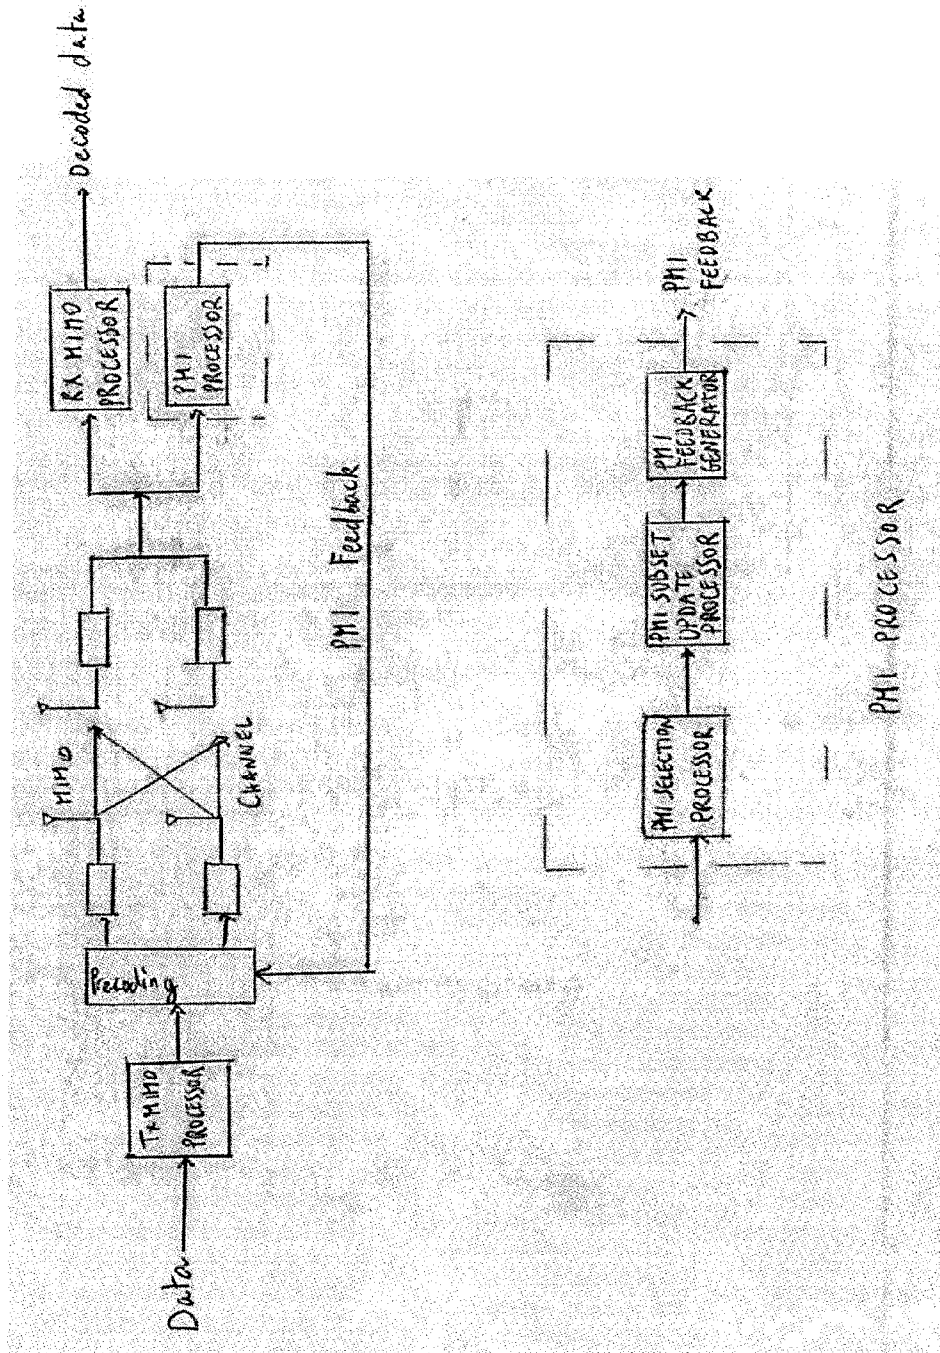 Data
TX MIMO
PROCESSOR
Precoding
MIMO
CHANNEL
RX MIMO
PROCESSOR
Decoded data
PMI
PROCESSOR
PMI Feedback
PMI SELECTION
PROCESSOR
PMI SUBSET
UPDATE
PROCESSOR
PMI
FEEDBACK
GENERATOR
PMI
FEEDBACK
PMI PROCESSOR